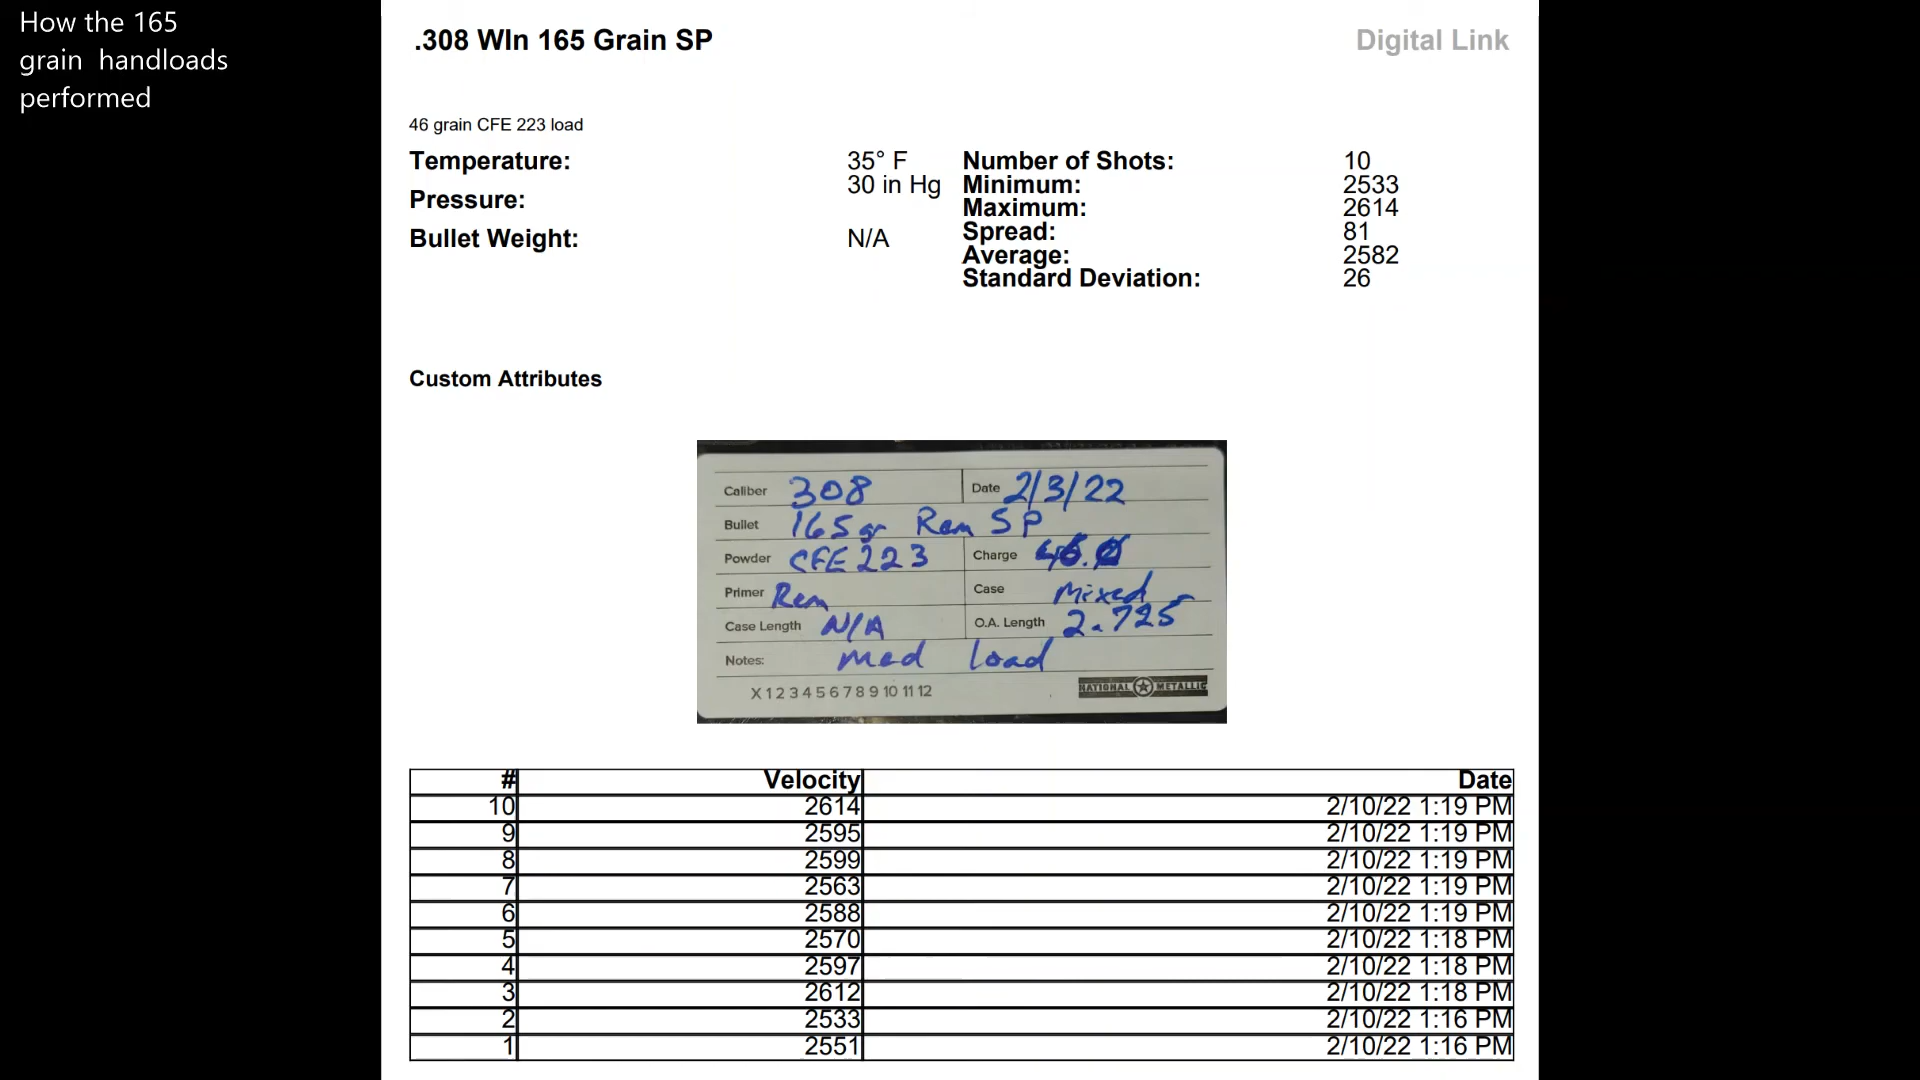 How the 165
grain handloads
performed
.308 WIn 165 Grain SP
Digital Link
46 grain CFE 223 load
Temperature: 35° F
Pressure: 30 in Hg
Bullet Weight: N/A
Number of Shots: 10
Minimum: 2533
Maximum: 2614
Spread: 81
Average: 2582
Standard Deviation: 26
Custom Attributes
Caliber 308 Date 2/3/22
Bullet 165 gr Rem SP
Powder CFE 223 Charge 46.0
Primer Rem Case Mixed
Case Length N/A O.A. Length 2.725
Notes: Med load
X 1 2 3 4 5 6 7 8 9 10 11 12
NATIONAL METALLIC
# Velocity Date
10 2614 2/10/22 1:19 PM
9 2595 2/10/22 1:19 PM
8 2599 2/10/22 1:19 PM
7 2563 2/10/22 1:19 PM
6 2588 2/10/22 1:19 PM
5 2570 2/10/22 1:18 PM
4 2597 2/10/22 1:18 PM
3 2612 2/10/22 1:18 PM
2 2533 2/10/22 1:16 PM
1 2551 2/10/22 1:16 PM